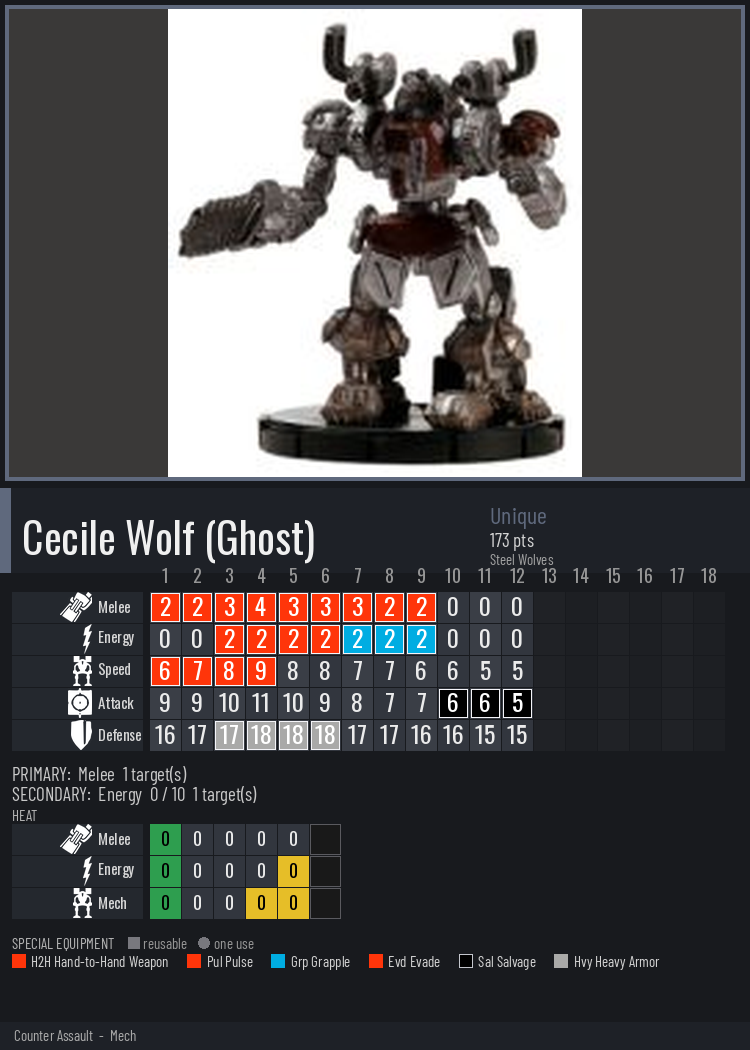 Cecile Wolf (Ghost)
Unique
173 pts
Steel Wolves
1 2 3 4 5 6 7 8 9 10 11 12 13 14 15 16 17 18
Melee 2 2 3 4 3 3 3 2 2 0 0 0
Energy 0 0 2 2 2 2 2 2 2 0 0 0
Speed 6 7 8 9 8 8 7 7 6 6 5 5
Attack 9 9 10 11 10 9 8 7 7 6 6 5
Defense 16 17 17 18 18 18 17 17 16 16 15 15
PRIMARY: Melee 1 target(s)
SECONDARY: Energy 0 / 10 1 target(s)
HEAT
Melee 0 0 0 0 0
Energy 0 0 0 0 0
Mech 0 0 0 0 0
SPECIAL EQUIPMENT reusable one use
H2H Hand-to-Hand Weapon Pul Pulse Grp Grapple Evd Evade Sal Salvage Hvy Heavy Armor
Counter Assault - Mech